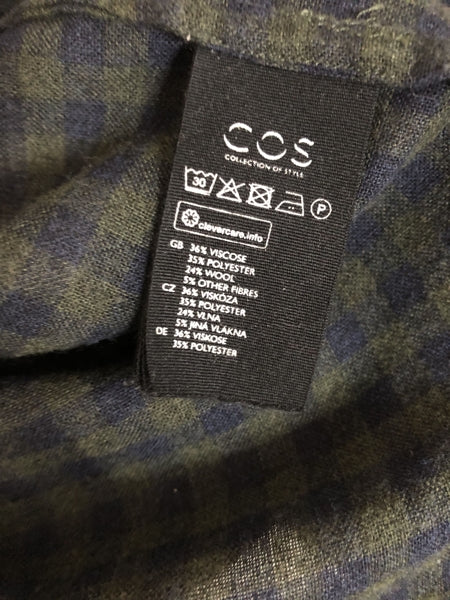 COS
COLLECTION OF STYLE
30
P
clevercare.info
GB 36% VISCOSE
35% POLYESTER
24% WOOL
5% OTHER FIBRES
CZ 36% VISKÓZA
35% POLYESTER
24% VLNA
5% JINÁ VLÁKNA
DE 36% VISKOSE
35% POLYESTER